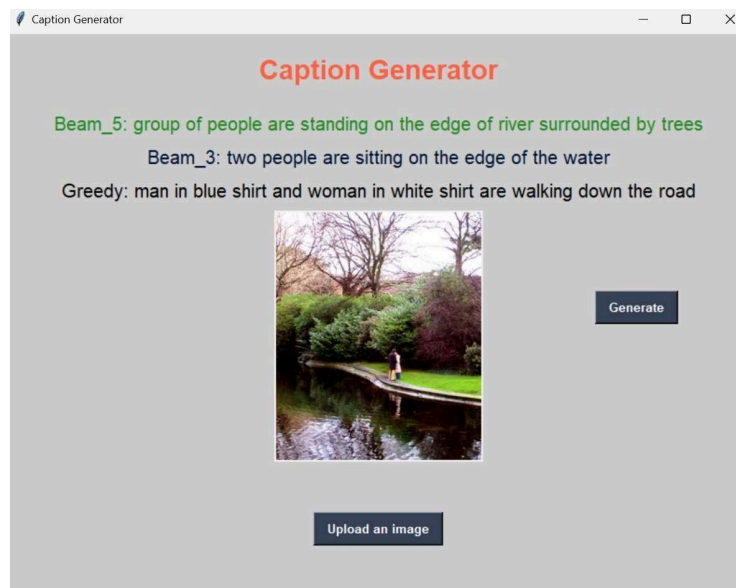 Caption Generator
Caption Generator
Beam_5: group of people are standing on the edge of river surrounded by trees
Beam_3: two people are sitting on the edge of the water
Greedy: man in blue shirt and woman in white shirt are walking down the road
Generate
Upload an image